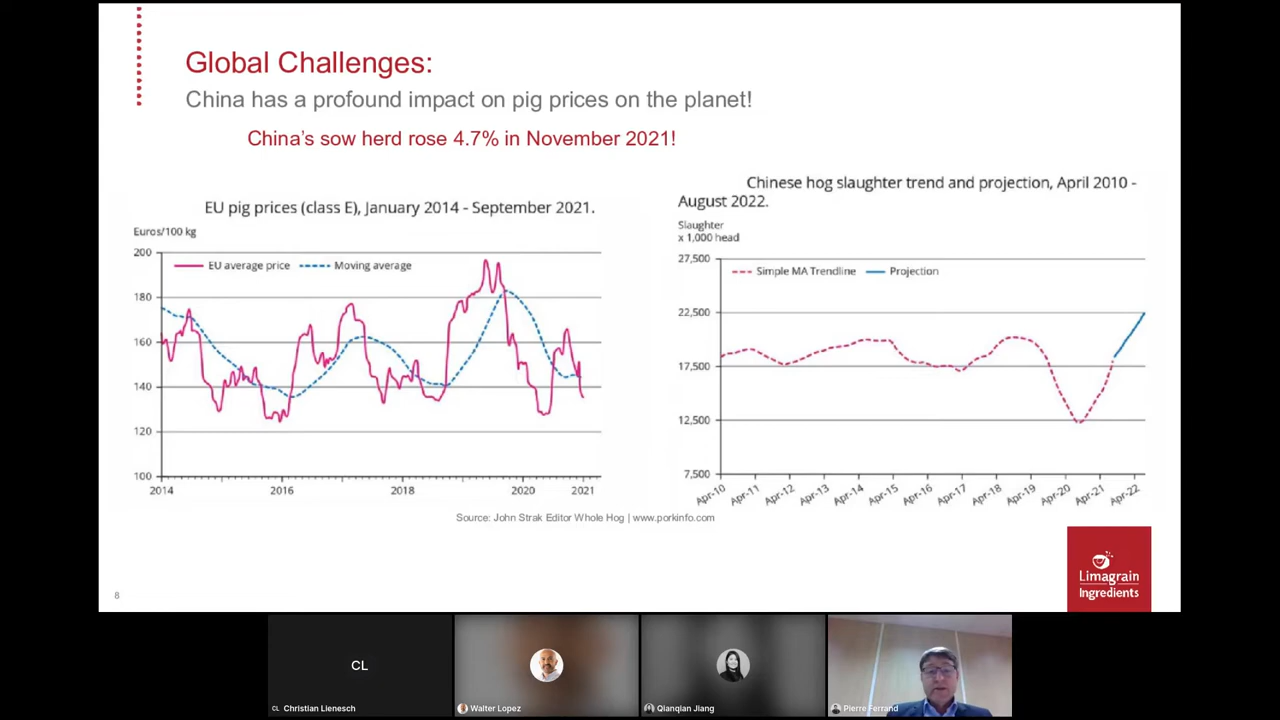 Global Challenges:
China has a profound impact on pig prices on the planet!
China's sow herd rose 4.7% in November 2021!
EU pig prices (class E), January 2014 - September 2021.
Euros/100 kg
200
180
160
140
120
100
EU average price
Moving average
2014
2016
2018
2020
2021
Chinese hog slaughter trend and projection, April 2010 -
August 2022.
Slaughter
x 1,000 head
27,500
22,500
17,500
12,500
7,500
Simple MA Trendline
Projection
Apr-10
Apr-11
Apr-12
Apr-13
Apr-14
Apr-15
Apr-16
Apr-17
Apr-18
Apr-19
Apr-20
Apr-21
Apr-22
Source: John Strak Editor Whole Hog | www.porkinfo.com
8
Limagrain
Ingredients
CL
CL Christian Lienesch
Walter Lopez
Qianqian Jiang
Pierre Ferrand